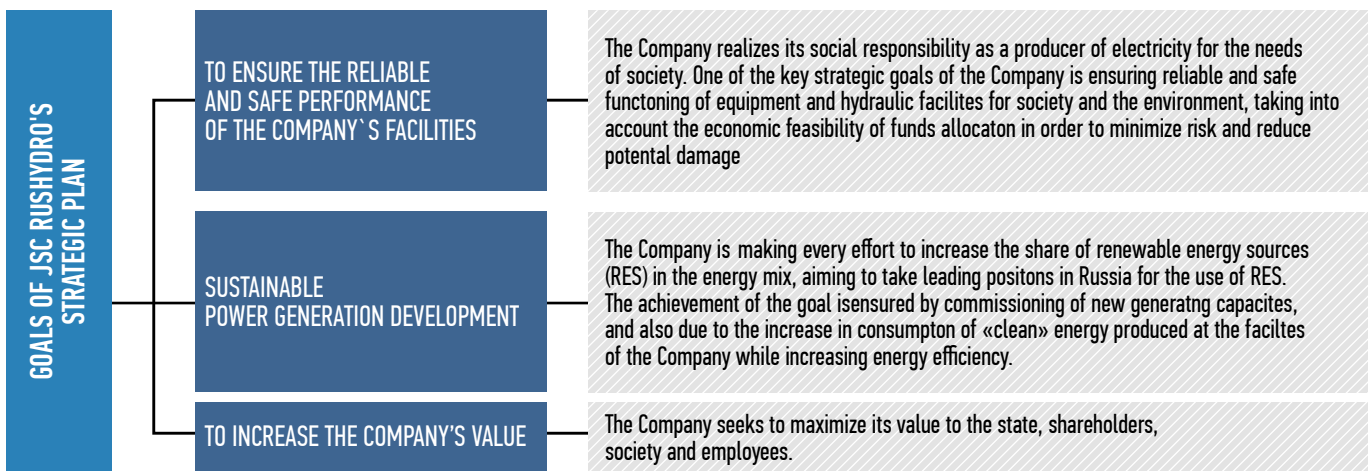 GOALS OF JSC RUSHYDRO'S
STRATEGIC PLAN
TO ENSURE THE RELIABLE
AND SAFE PERFORMANCE
OF THE COMPANY`S FACILITIES
The Company realizes its social responsibility as a producer of electricity for the needs
of society. One of the key strategic goals of the Company is ensuring reliable and safe
functoning of equipment and hydraulic facilites for society and the environment, taking into
account the economic feasibility of funds allocaton in order to minimize risk and reduce
potental damage
SUSTAINABLE
POWER GENERATION DEVELOPMENT
The Company is making every effort to increase the share of renewable energy sources
(RES) in the energy mix, aiming to take leading positons in Russia for the use of RES.
The achievement of the goal isensured by commissioning of new generatng capacites,
and also due to the increase in consumpton of «clean» energy produced at the faciltes
of the Company while increasing energy efficiency.
TO INCREASE THE COMPANY’S VALUE
The Company seeks to maximize its value to the state, shareholders,
society and employees.